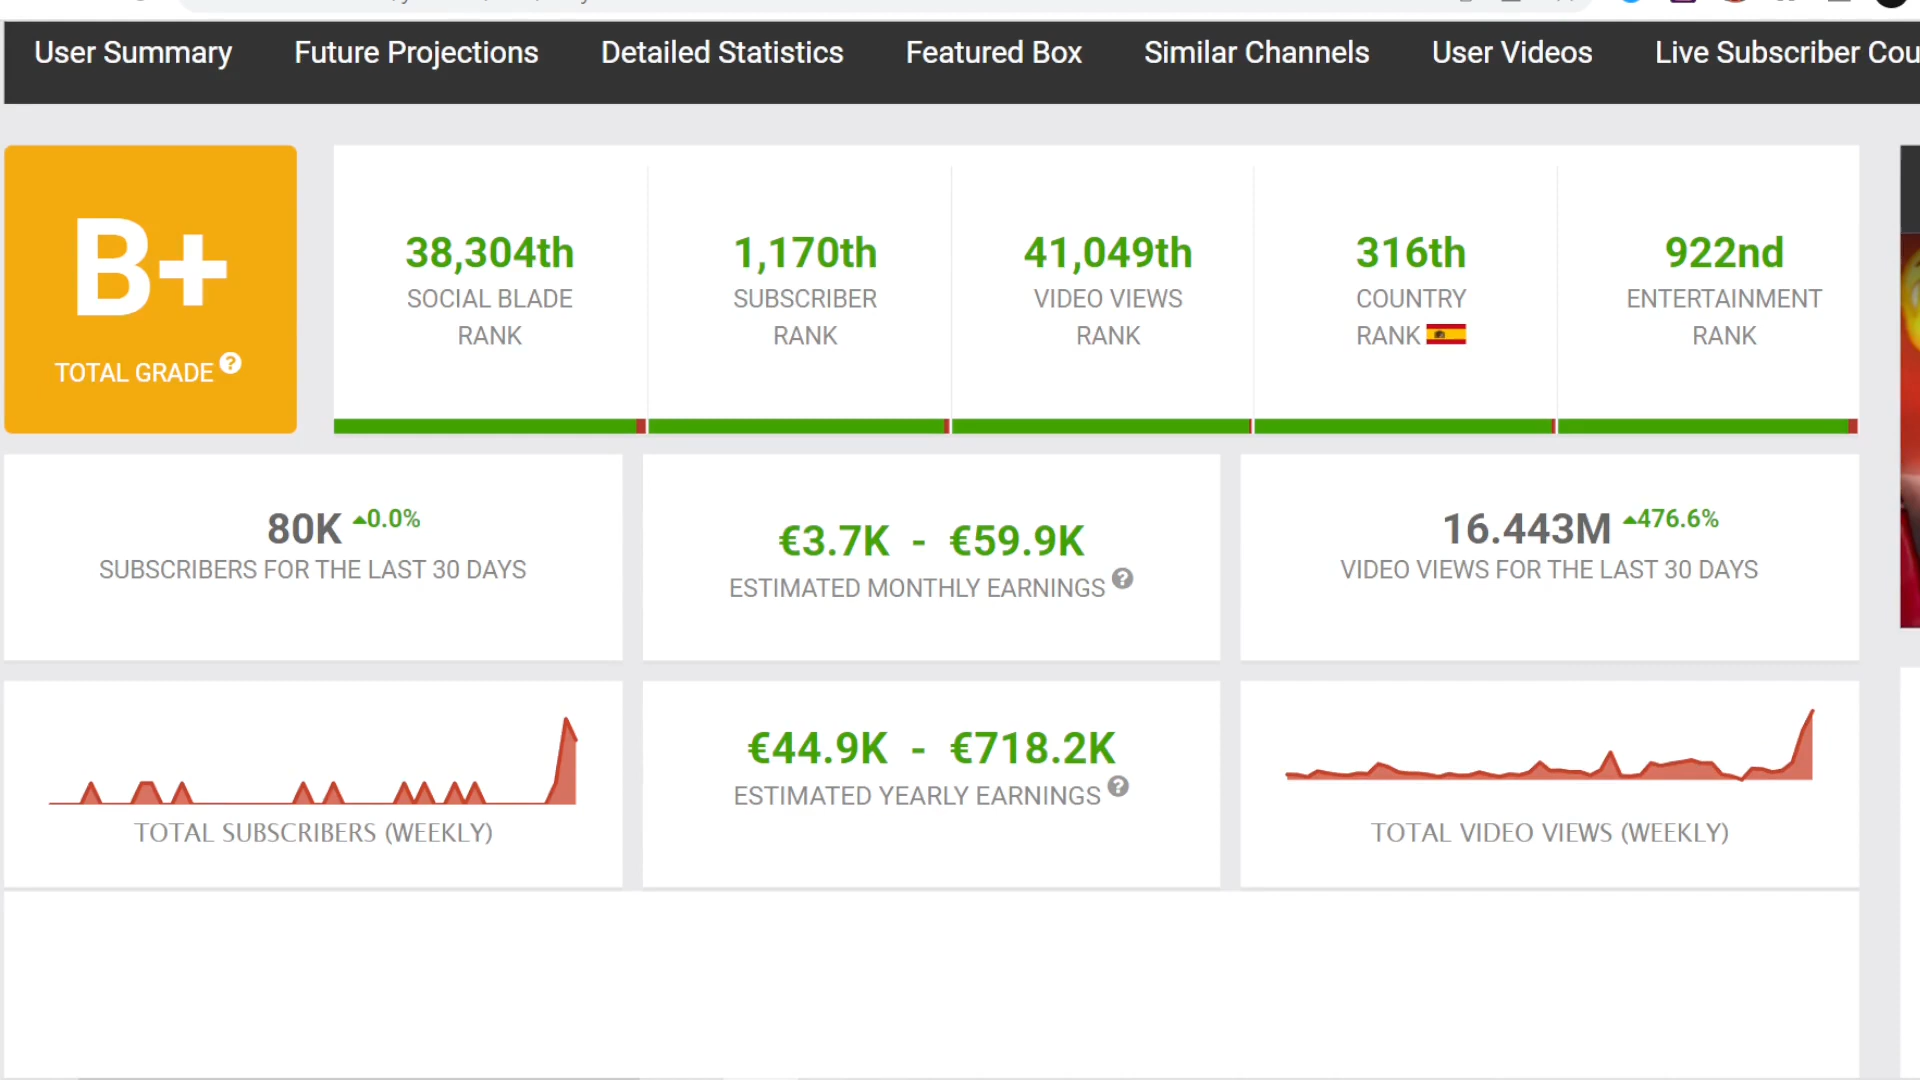 User Summary Future Projections Detailed Statistics Featured Box Similar Channels User Videos Live Subscriber Cou
B+
TOTAL GRADE ?
38,304th
SOCIAL BLADE
RANK
1,170th
SUBSCRIBER
RANK
41,049th
VIDEO VIEWS
RANK
316th
COUNTRY
RANK
922nd
ENTERTAINMENT
RANK
80K 0.0%
SUBSCRIBERS FOR THE LAST 30 DAYS
€3.7K - €59.9K
ESTIMATED MONTHLY EARNINGS ?
16.443M 476.6%
VIDEO VIEWS FOR THE LAST 30 DAYS
TOTAL SUBSCRIBERS (WEEKLY)
€44.9K - €718.2K
ESTIMATED YEARLY EARNINGS ?
TOTAL VIDEO VIEWS (WEEKLY)